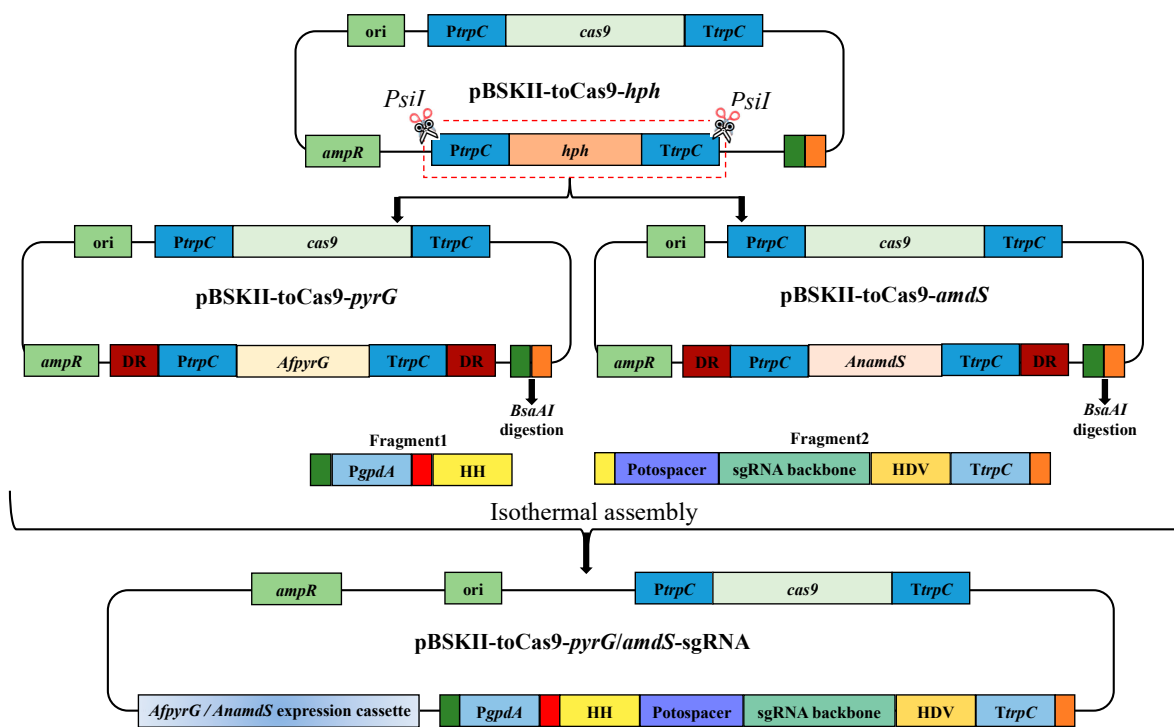 ori PtrpC cas9 TtrpC
pBSKII-toCas9-hph
PsiI PsiI
ampR PtrpC hph TtrpC
ori PtrpC cas9 TtrpC
pBSKII-toCas9-pyrG
ampR DR PtrpC AfpyrG TtrpC DR
BsaAI
digestion
ori PtrpC cas9 TtrpC
pBSKII-toCas9-amdS
ampR DR PtrpC AnamdS TtrpC DR
BsaAI
digestion
Fragment1
PgpdA HH
Fragment2
Potospacer sgRNA backbone HDV TtrpC
Isothermal assembly
ampR ori PtrpC cas9 TtrpC
pBSKII-toCas9-pyrG/amdS-sgRNA
AfpyrG / AnamdS expression cassette PgpdA HH Potospacer sgRNA backbone HDV TtrpC